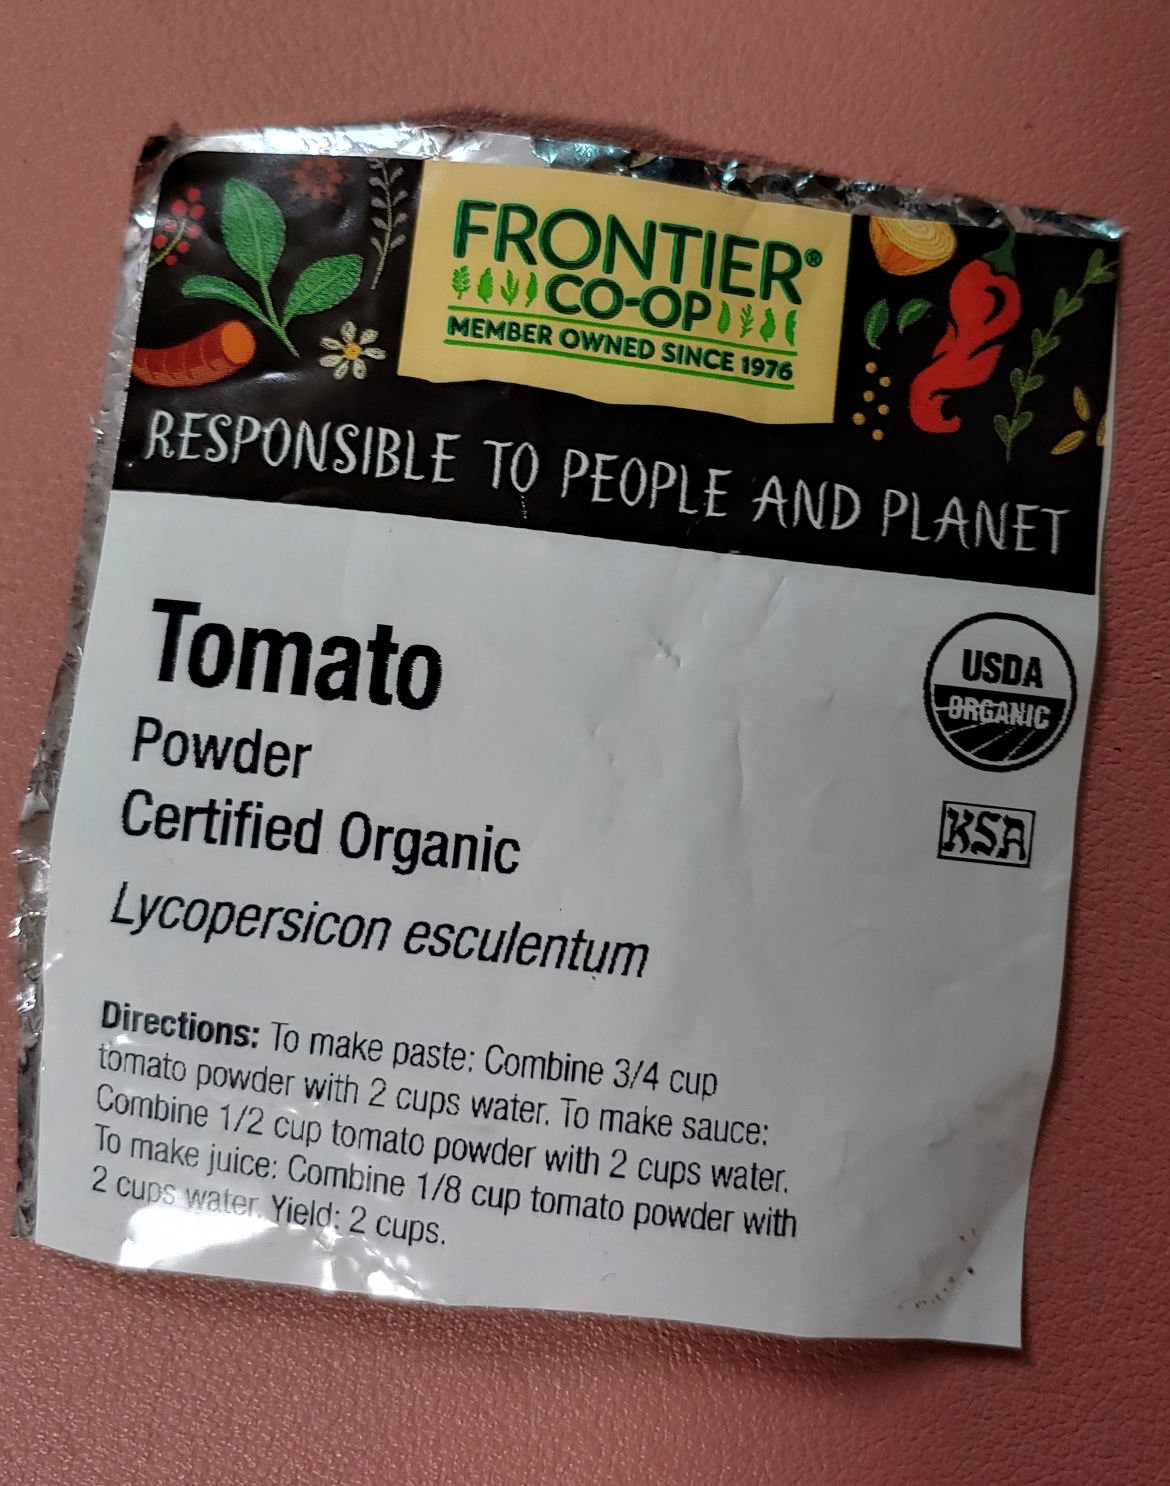 FRONTIER®
CO-OP
MEMBER OWNED SINCE 1976
RESPONSIBLE TO PEOPLE AND PLANET
Tomato
Powder
Certified Organic
Lycopersicon esculentum
USDA
ORGANIC
KSA
Directions: To make paste: Combine 3/4 cup
tomato powder with 2 cups water. To make sauce:
Combine 1/2 cup tomato powder with 2 cups water.
To make juice: Combine 1/8 cup tomato powder with
2 cups water. Yield: 2 cups.